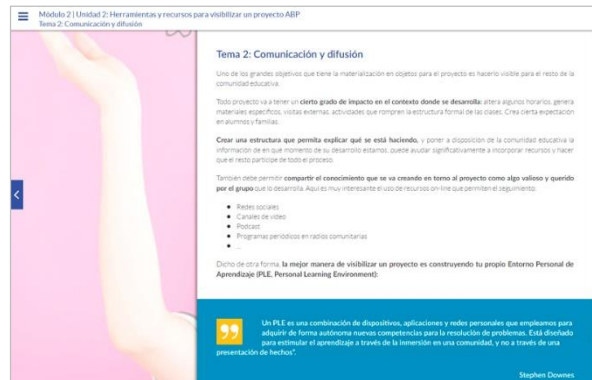 Módulo 2 | Unidad 2: Herramientas y recursos para visibilizar un proyecto ABP
Tema 2: Comunicación y difusión
Tema 2: Comunicación y difusión
Uno de los grandes objetivos que tiene la materialización en objetos para el proyecto es hacerlo visible para el resto de la
comunidad educativa.
Todo proyecto va a tener un cierto grado de impacto en el contexto donde se desarrolla: altera algunos horarios, genera
materiales específicos, visitas externas, actividades que rompren la estructura formal de las clases. Crea cierta expectación
en alumnos y familias.
Crear una estructura que permita explicar qué se está haciendo, y poner a disposición de la comunidad educativa la
información de en que momento de su desarrollo estamos, puede ayudar significativamente a incorporar recursos y hacer
que el resto participe de todo el proceso.
También debe permitir compartir el conocimiento que se va creando en torno al proyecto como algo valioso y querido
por el grupo que lo desarrolla. Aquí es muy interesante el uso de recursos on-line que permiten el seguimiento:
• Redes sociales
• Canales de vídeo
• Podcast
• Programas periódicos en radios comunitarias
• ...
Dicho de otra forma, la mejor manera de visibilizar un proyecto es construyendo tu propio Entorno Personal de
Aprendizaje (PLE, Personal Learning Environment):
Un PLE es una combinación de dispositivos, aplicaciones y redes personales que empleamos para
adquirir de forma autónoma nuevas competencias para la resolución de problemas. Está diseñado
para estimular el aprendizaje a través de la inmersión en una comunidad, y no a través de una
presentación de hechos".
Stephen Downes